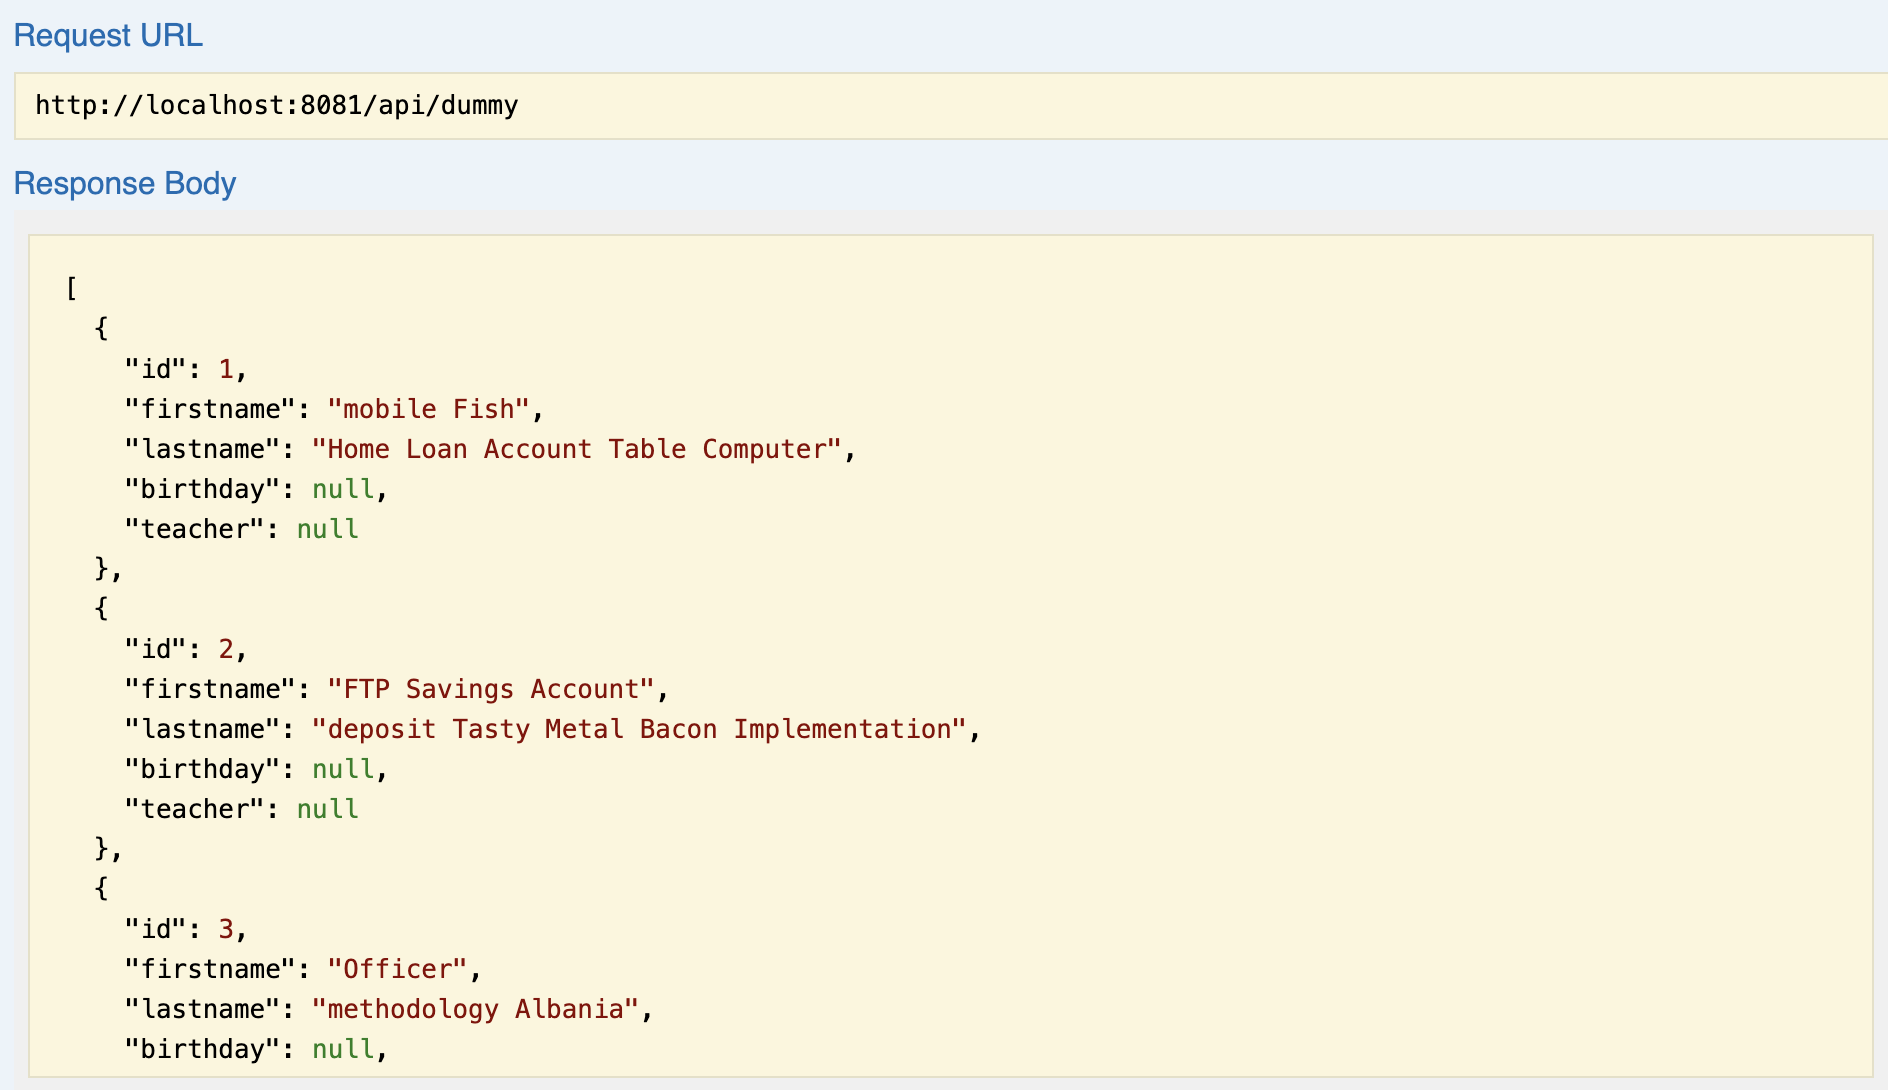 Request URL
http://localhost:8081/api/dummy
Response Body
[
  {
    "id": 1,
    "firstname": "mobile Fish",
    "lastname": "Home Loan Account Table Computer",
    "birthday": null,
    "teacher": null
  },
  {
    "id": 2,
    "firstname": "FTP Savings Account",
    "lastname": "deposit Tasty Metal Bacon Implementation",
    "birthday": null,
    "teacher": null
  },
  {
    "id": 3,
    "firstname": "Officer",
    "lastname": "methodology Albania",
    "birthday": null,